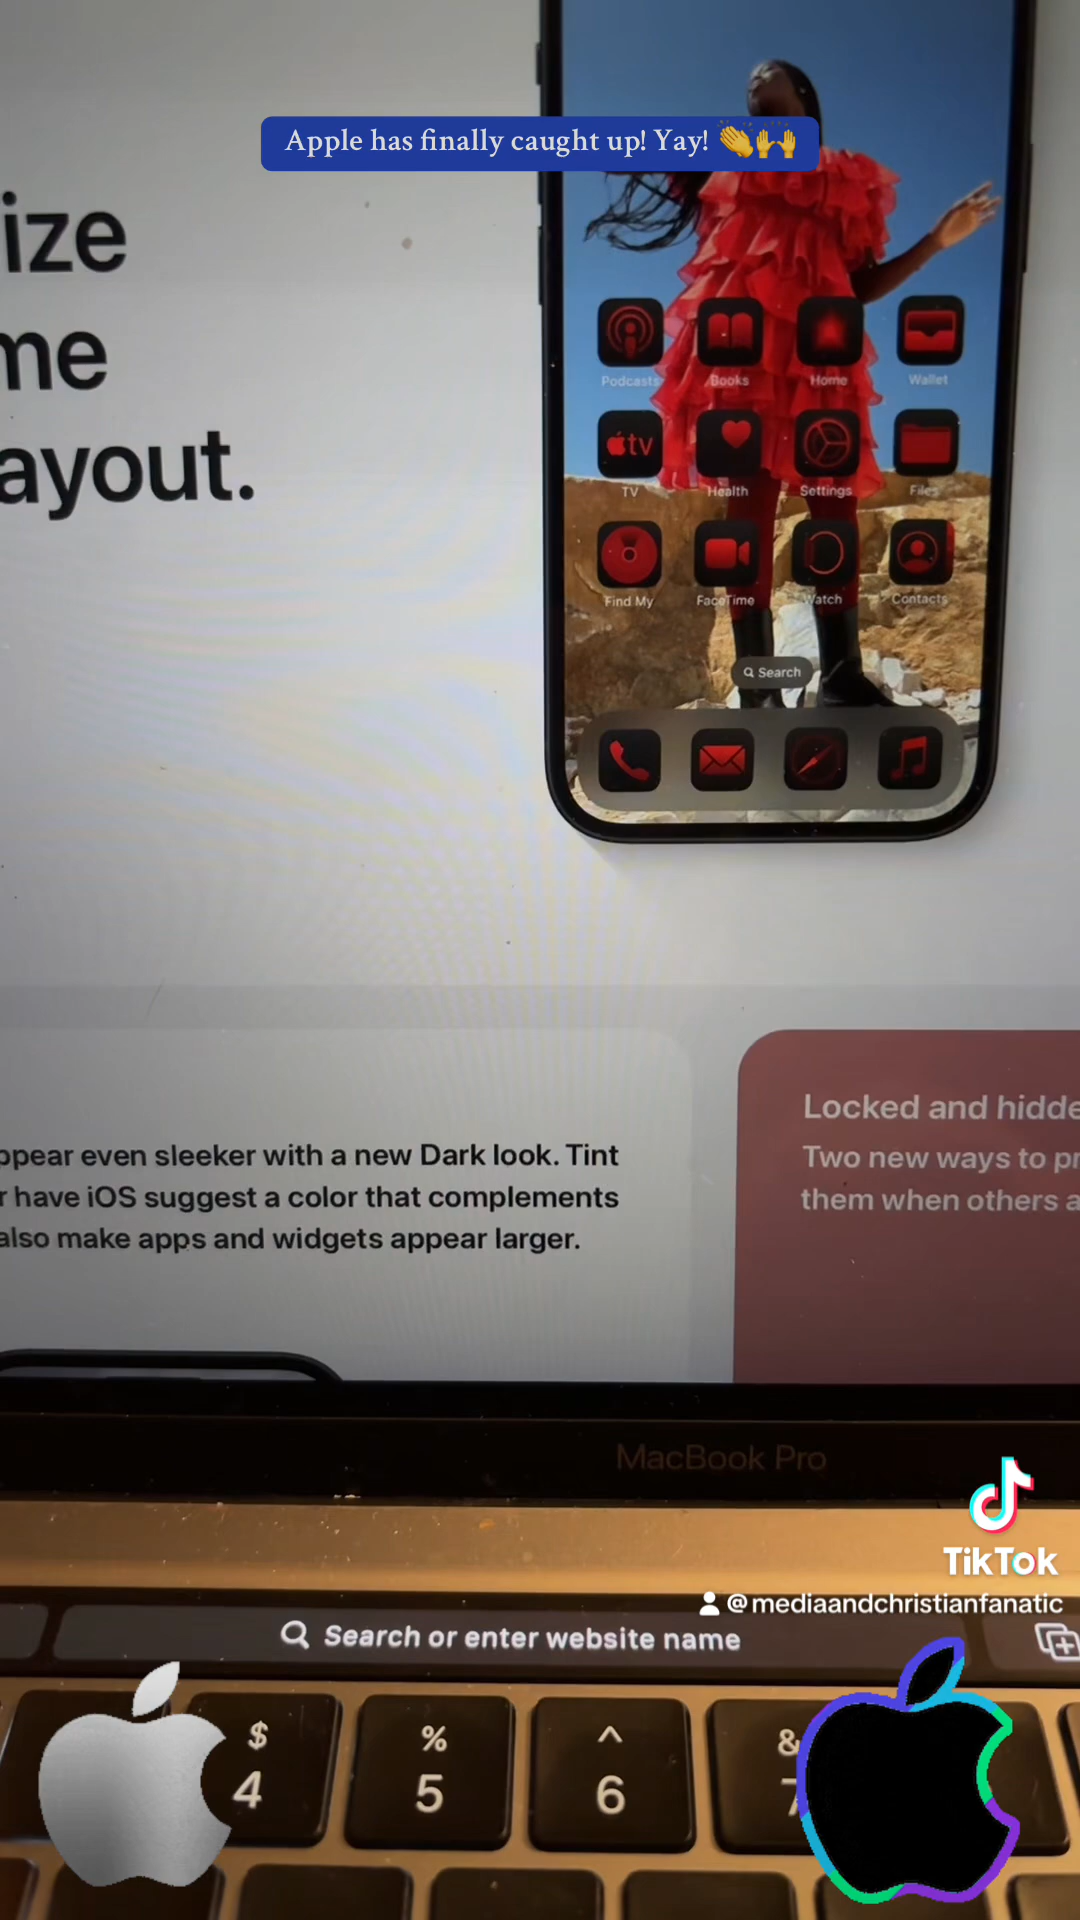 Apple has finally caught up! Yay! 👏🙌
ize
me
ayout.
Podcasts Books Home Wallet
tv
TV Health Settings Files
Find My FaceTime Watch Contacts
Search
ppear even sleeker with a new Dark look. Tint
r have iOS suggest a color that complements
also make apps and widgets appear larger.
Locked and hidde
Two new ways to pr
them when others a
MacBook Pro
TikTok
@mediaandchristianfanatic
Search or enter website name
$ % ^ &
4 5 6 7